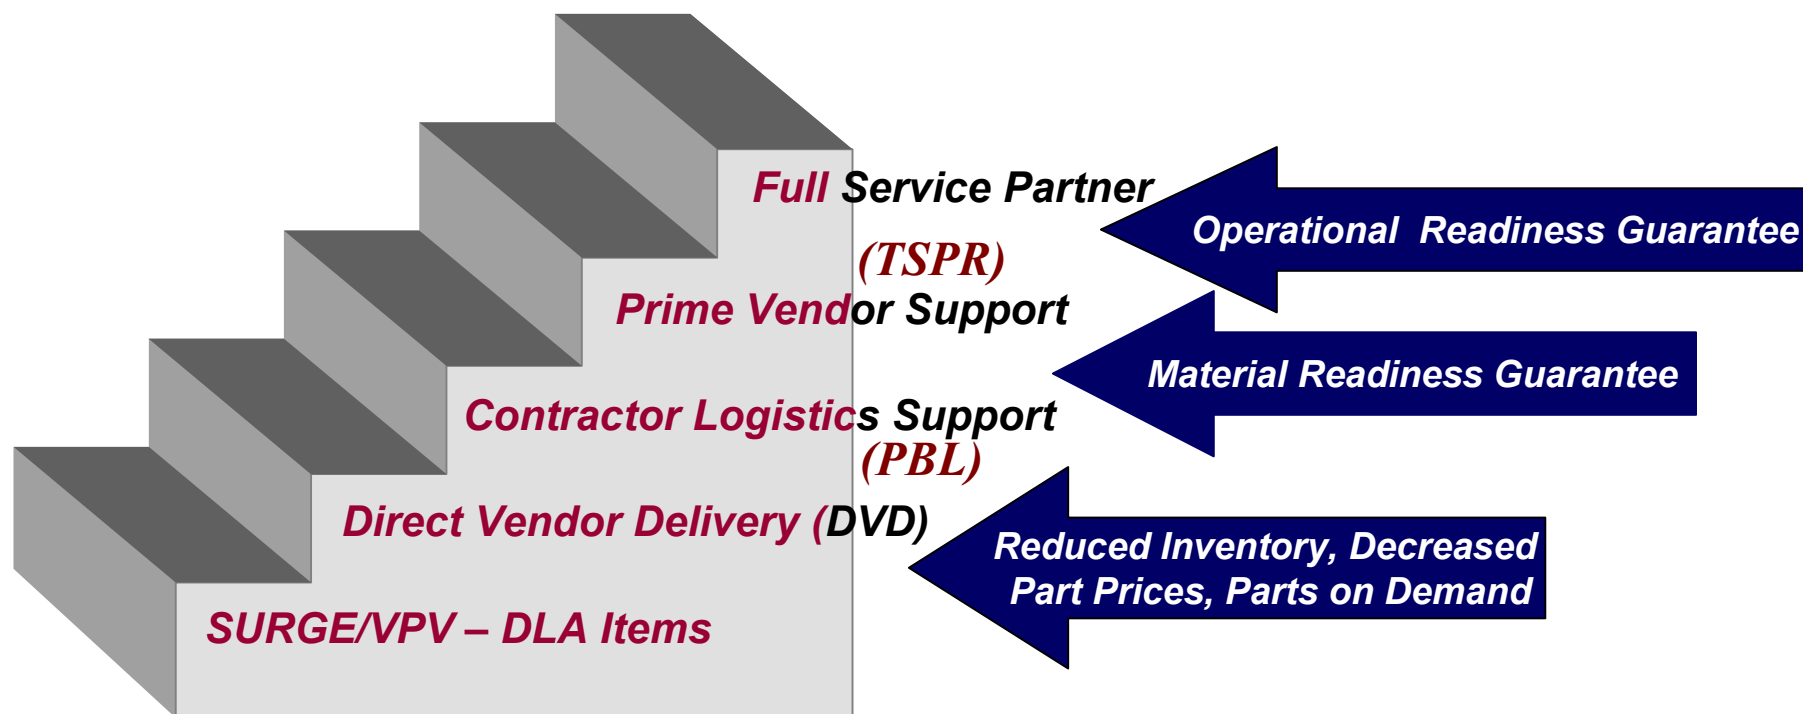 Full Service Partner
Operational Readiness Guarantee
(TSPR)
Prime Vendor Support
Material Readiness Guarantee
Contractor Logistics Support
(PBL)
Direct Vendor Delivery (DVD)
Reduced Inventory, Decreased
Part Prices, Parts on Demand
SURGE/VPV – DLA Items